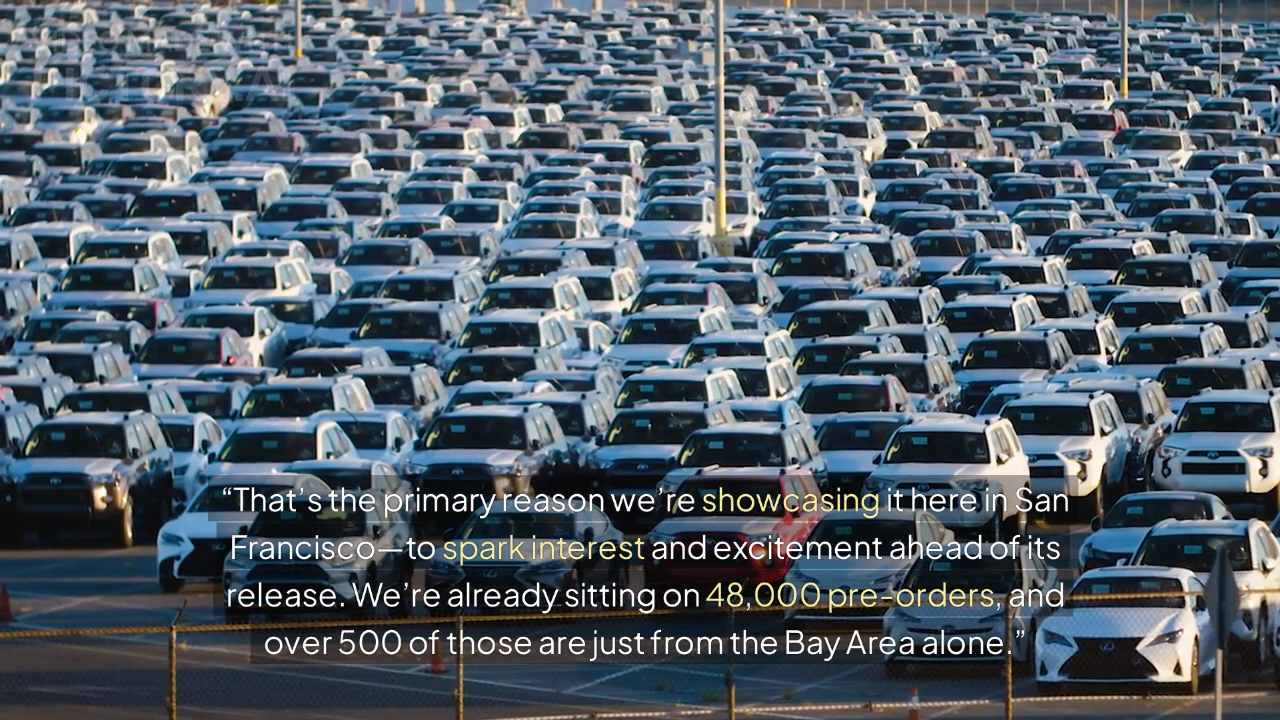 “That’s the primary reason we’re showcasing it here in San
Francisco—to spark interest and excitement ahead of its
release. We’re already sitting on 48,000 pre-orders, and
over 500 of those are just from the Bay Area alone.”